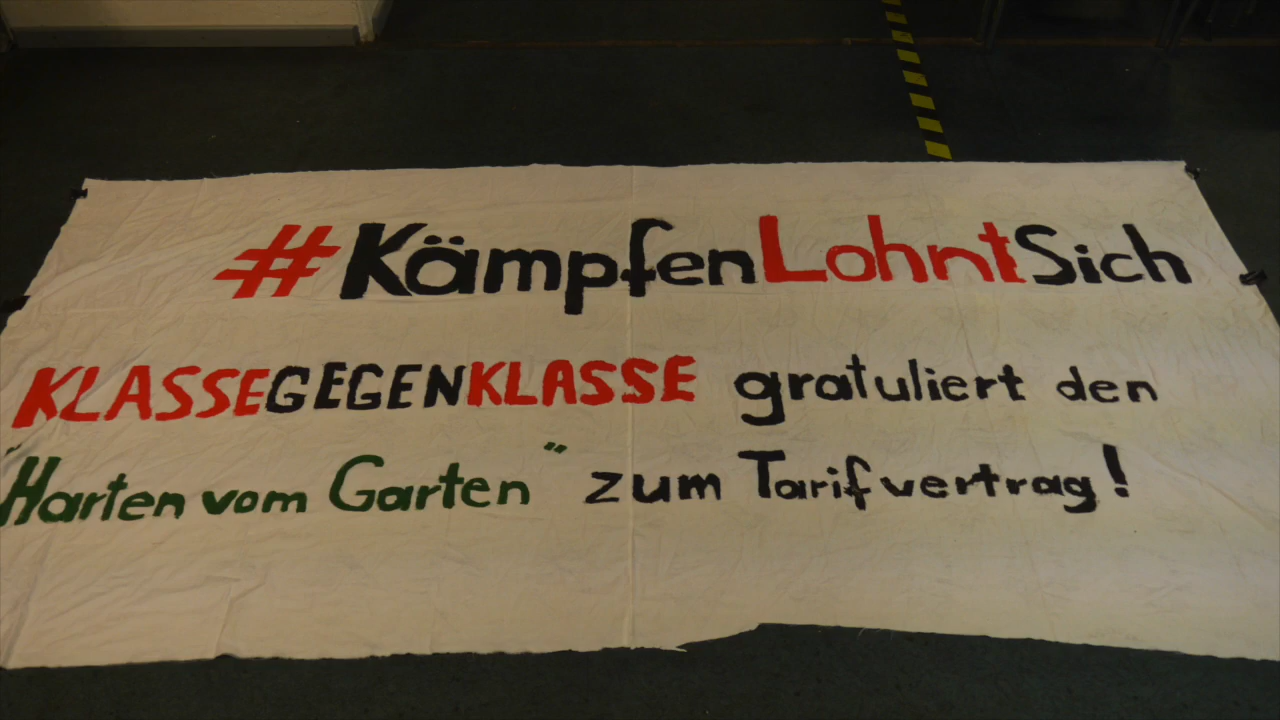 #KämpfenLohntSich
KLASSEGEGENKLASSE gratuliert den
"Harten vom Garten" zum Tarifvertrag!